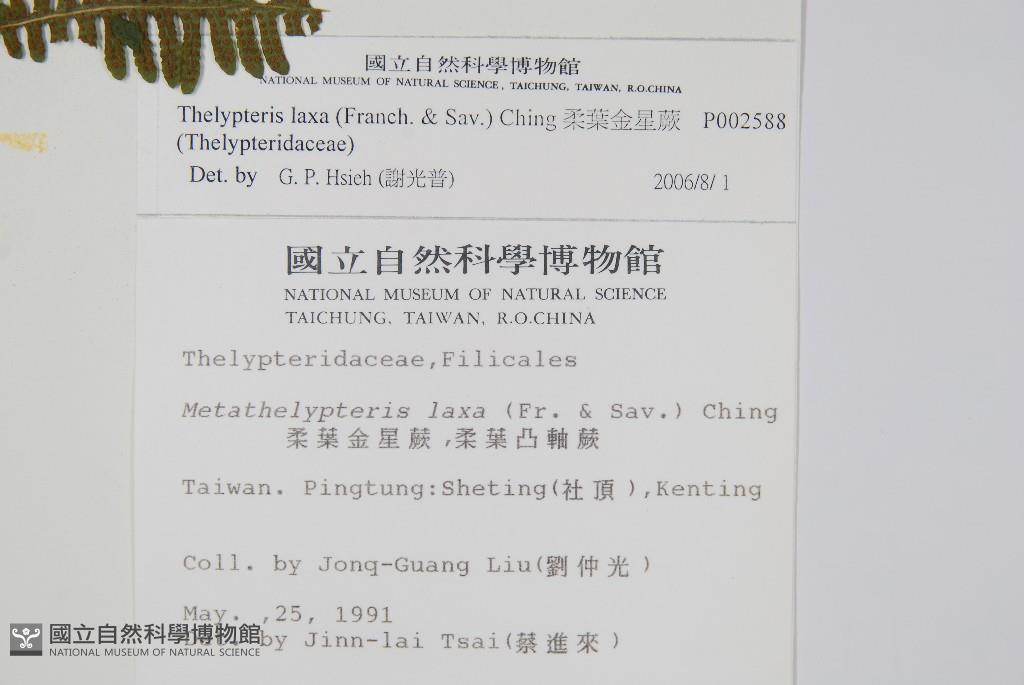 國立自然科學博物館
NATIONAL MUSEUM OF NATURAL SCIENCE, TAICHUNG, TAIWAN, R.O.CHINA
Thelypteris laxa (Franch. & Sav.) Ching 柔葉金星蕨 P002588
(Thelypteridaceae)
Det. by G. P. Hsieh (謝光普) 2006/8/ 1
國立自然科學博物館
NATIONAL MUSEUM OF NATURAL SCIENCE
TAICHUNG, TAIWAN, R.O.CHINA
Thelypteridaceae,Filicales
Metathelypteris laxa (Fr. & Sav.) Ching
柔葉金星蕨,柔葉凸軸蕨
Taiwan. Pingtung:Sheting(社頂),Kenting
Coll. by Jonq-Guang Liu(劉仲光)
May. ,25, 1991
by Jinn-lai Tsai(蔡進來)
國立自然科學博物館
NATIONAL MUSEUM OF NATURAL SCIENCE